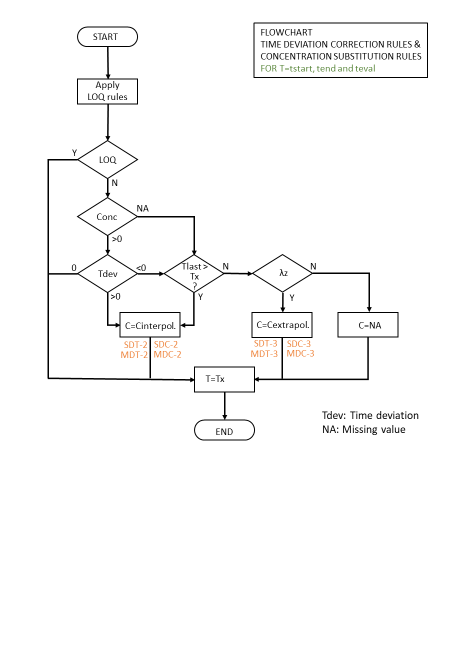 START
FLOWCHART
TIME DEVIATION CORRECTION RULES &
CONCENTRATION SUBSTITUTION RULES
FOR T=tstart, tend and teval
Apply
LOQ rules
Y
LOQ
N
NA
Conc
>0
0
Tdev
<0
Tlast >
Tx
?
N
λz
N
>0
Y
Y
C=Cinterpol.
C=Cextrapol.
C=NA
SDT-2 SDC-2
MDT-2 MDC-2
SDT-3 SDC-3
MDT-3 MDC-3
T=Tx
Tdev: Time deviation
NA: Missing value
END